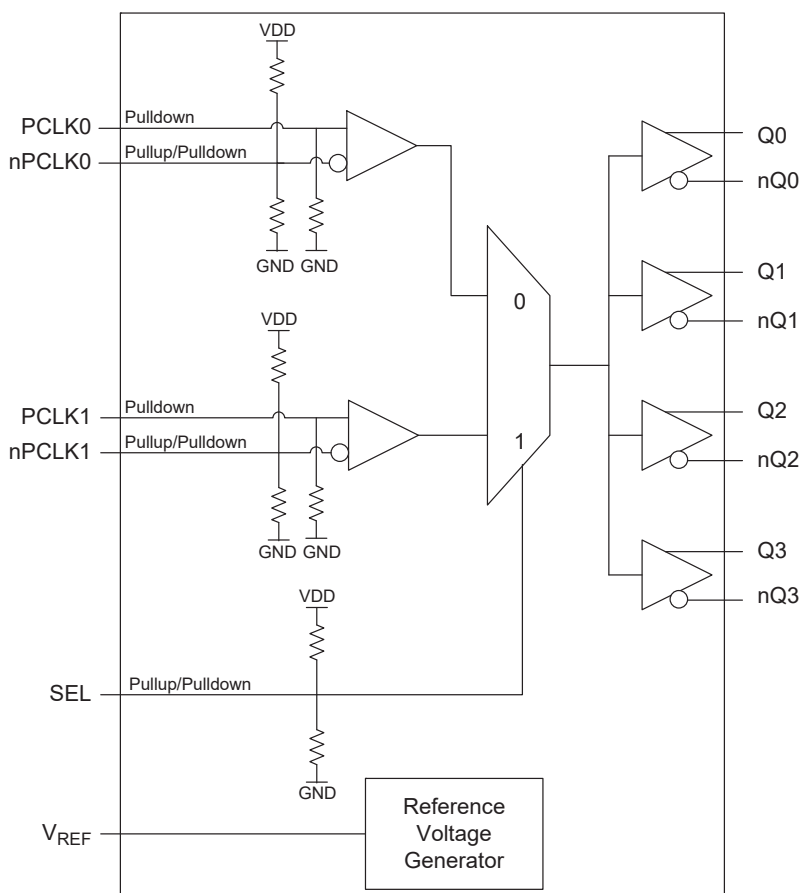 VDD
PCLK0
Pulldown
nPCLK0
Pullup/Pulldown
GND GND
Q0
nQ0
Q1
nQ1
0
VDD
PCLK1
Pulldown
nPCLK1
Pullup/Pulldown
1
Q2
nQ2
GND GND
Q3
nQ3
VDD
SEL
Pullup/Pulldown
GND
VREF
Reference
Voltage
Generator